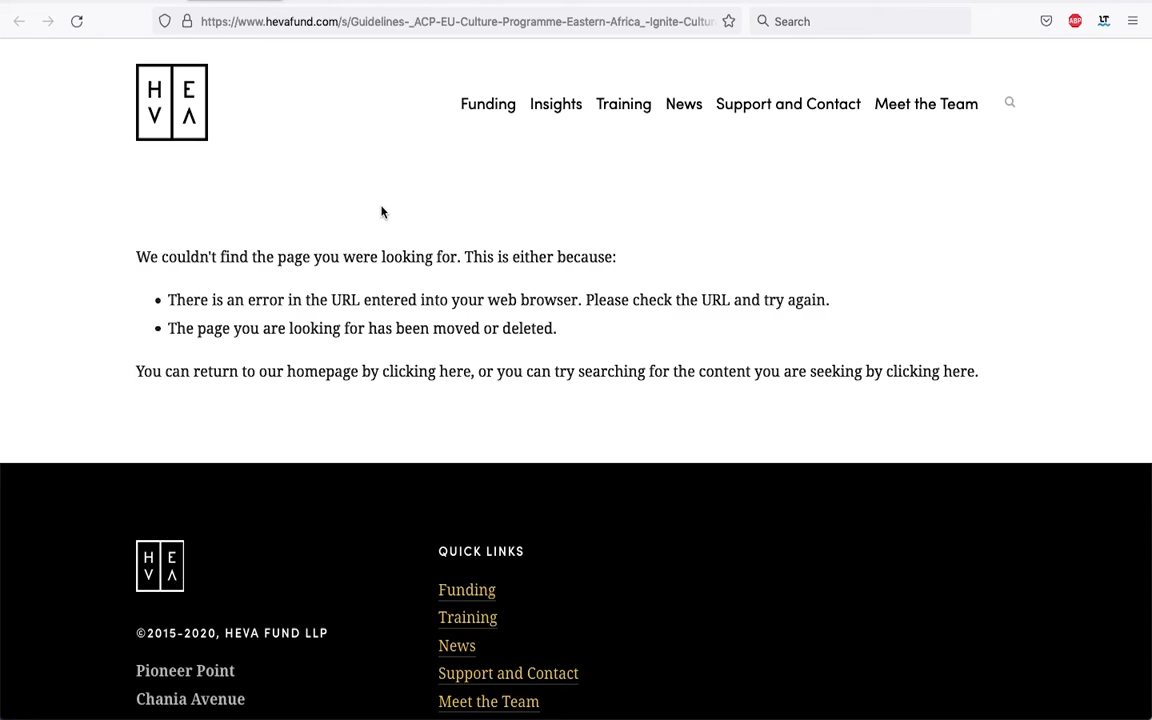 https://www.hevafund.com/s/Guidelines-_ACP-EU-Culture-Programme-Eastern-Africa_-Ignite-Cultur
Search
ABP
LT
H E
V A
Funding Insights Training News Support and Contact Meet the Team
We couldn't find the page you were looking for. This is either because:
• There is an error in the URL entered into your web browser. Please check the URL and try again.
• The page you are looking for has been moved or deleted.
You can return to our homepage by clicking here, or you can try searching for the content you are seeking by clicking here.
H E
V A
©2015-2020, HEVA FUND LLP
Pioneer Point
Chania Avenue
QUICK LINKS
Funding
Training
News
Support and Contact
Meet the Team